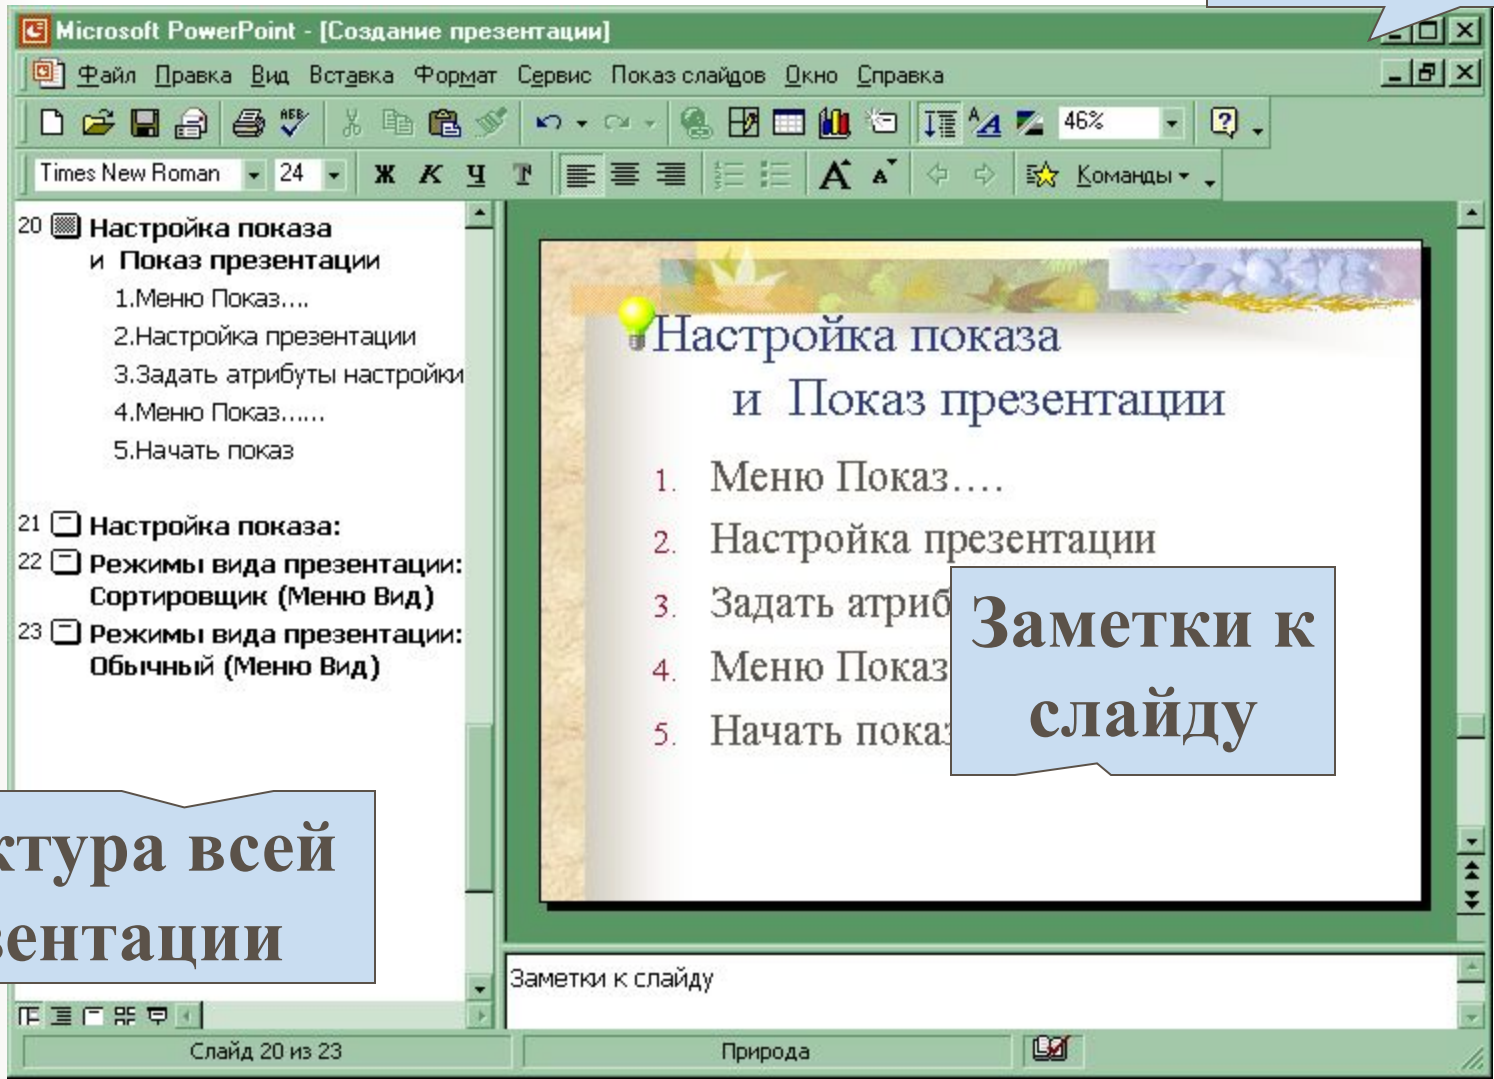 Microsoft PowerPoint - [Создание презентации]
Файл Правка Вид Вставка Формат Сервис Показ слайдов Окно Справка
46%
Times New Roman 24 Ж К Ч Команды
20 Настройка показа
и Показ презентации
1.Меню Показ....
2.Настройка презентации
3.Задать атрибуты настройки
4.Меню Показ......
5.Начать показ
21 Настройка показа:
22 Режимы вида презентации:
Сортировщик (Меню Вид)
23 Режимы вида презентации:
Обычный (Меню Вид)
Настройка показа
и Показ презентации
1. Меню Показ....
2. Настройка презентации
3. Задать атриб
4. Меню Показ
5. Начать показ
Заметки к
слайду
ктура всей
зентации
Заметки к слайду
Слайд 20 из 23 Природа